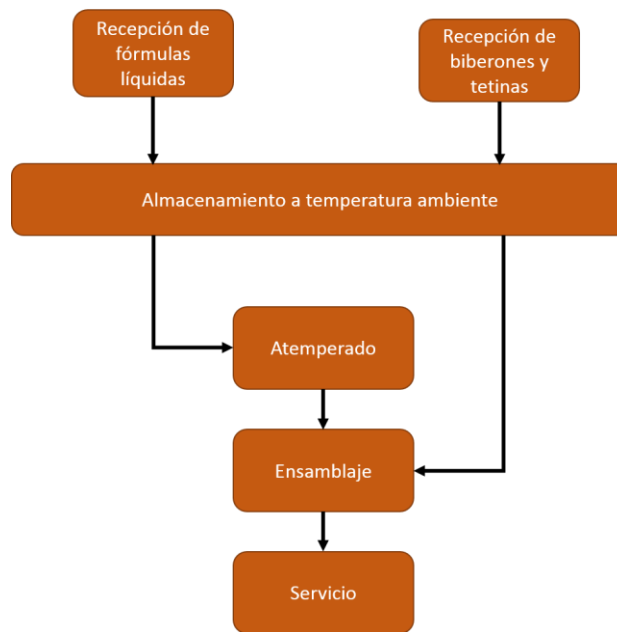 Recepción de
fórmulas
líquidas
Recepción de
biberones y
tetinas
Almacenamiento a temperatura ambiente
Atemperado
Ensamblaje
Servicio